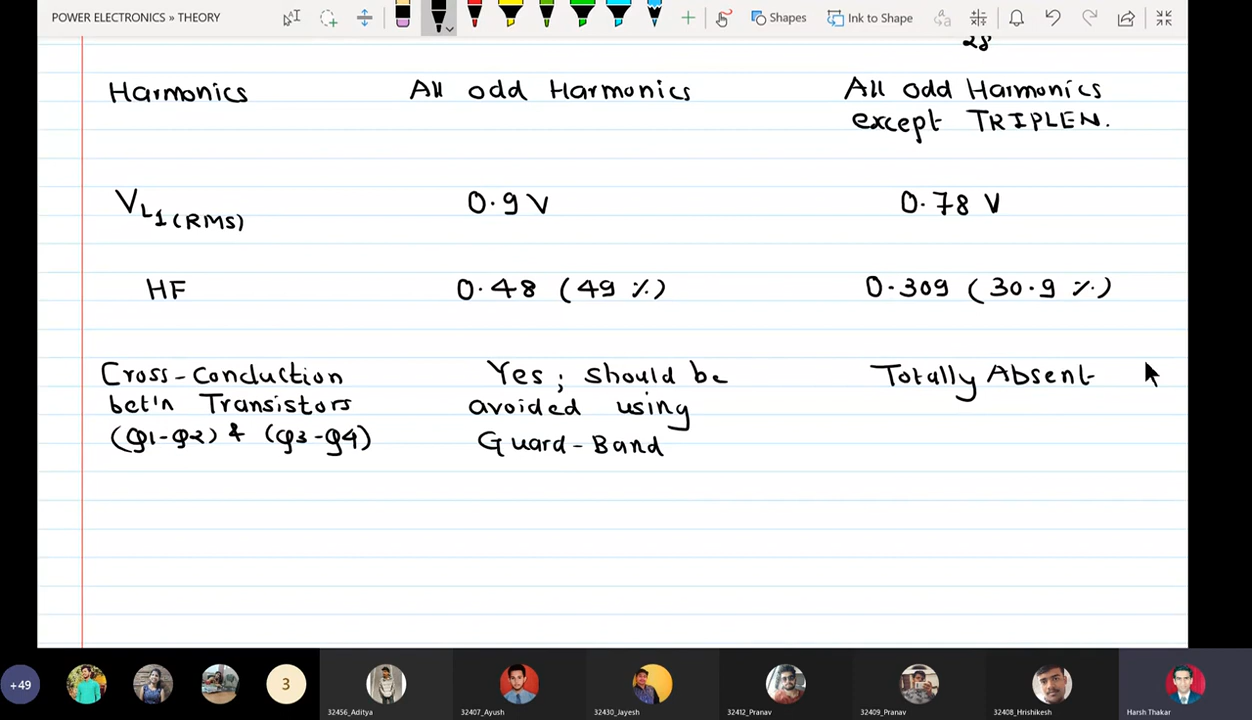 POWER ELECTRONICS » THEORY
Shapes
Ink to Shape
28
Harmonics All odd Harmonics All odd Harmonics
except TRIPLEN.
VL1(RMS) 0.9 V 0.78 V
HF 0.48 (49 %) 0.309 (30.9 %)
Cross-Conduction Yes; should be Totally Absent
bet'n Transistors avoided using
(Q1-Q2) & (Q3-Q4) Guard-Band
+49
3
32456_Aditya
32407_Ayush
32430_Jayesh
32412_Pranav
32409_Pranav
32408_Hrishikesh
Harsh Thakar